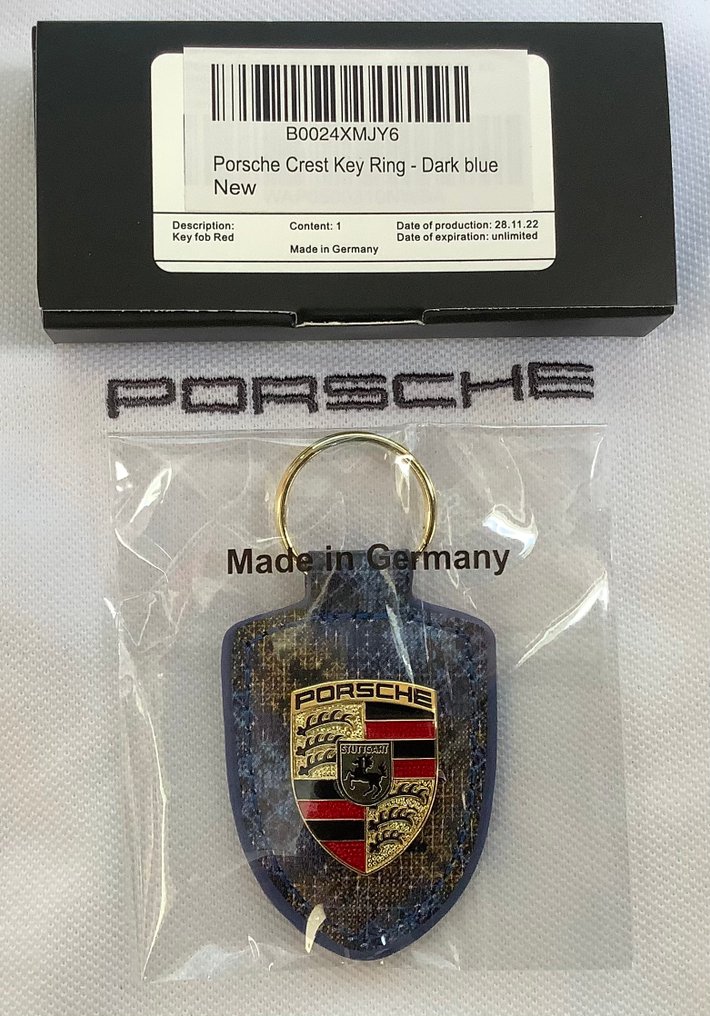 B0024XMJY6
Porsche Crest Key Ring - Dark blue
New
Description:
Key fob Red
Content: 1
Made in Germany
Date of production: 28.11.22
Date of expiration: unlimited
PORSCHE
Made in Germany
PORSCHE
STUTTGART